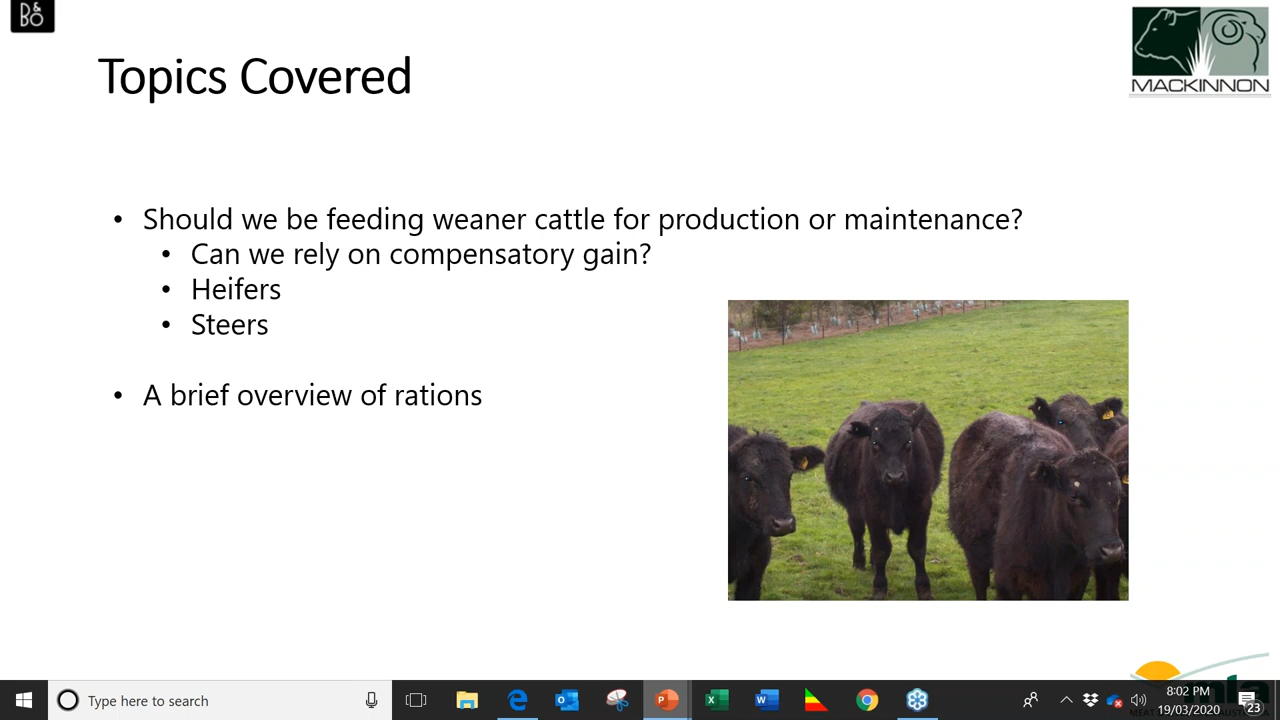 B&O
Topics Covered
MACKINNON
• Should we be feeding weaner cattle for production or maintenance?
• Can we rely on compensatory gain?
• Heifers
• Steers
• A brief overview of rations
mla
Type here to search
8:02 PM
19/03/2020
23